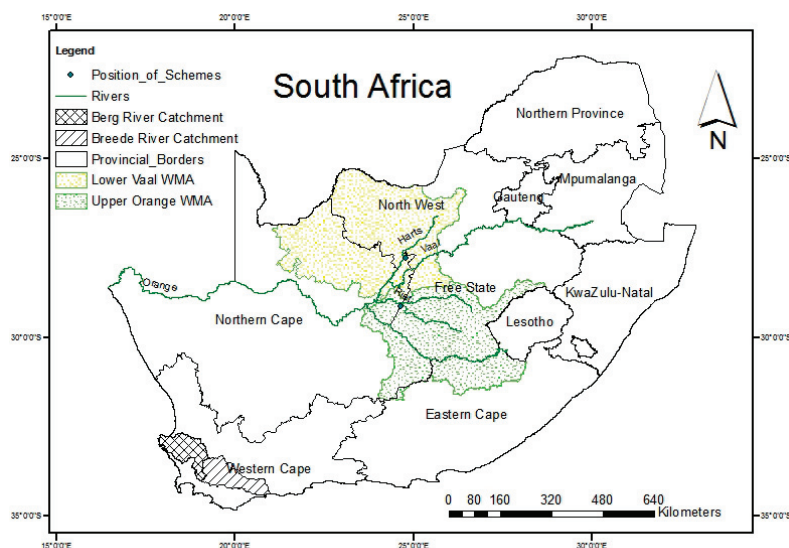 15°0'0"E 20°0'0"E 25°0'0"E 30°0'0"E
Legend
Position_of_Schemes
Rivers
Berg River Catchment
Breede River Catchment
Provincial_Borders
Lower Vaal WMA
Upper Orange WMA
South Africa
N
Northern Province
25°0'0"S 25°0'0"S
Mpumalanga
Gauteng
North West
Harts
Vaal
Orange
Free State
KwaZulu-Natal
Northern Cape
Lesotho
30°0'0"S 30°0'0"S
Eastern Cape
Western Cape
0 80 160 320 480 640
Kilometers
35°0'0"S 35°0'0"S
15°0'0"E 20°0'0"E 25°0'0"E 30°0'0"E